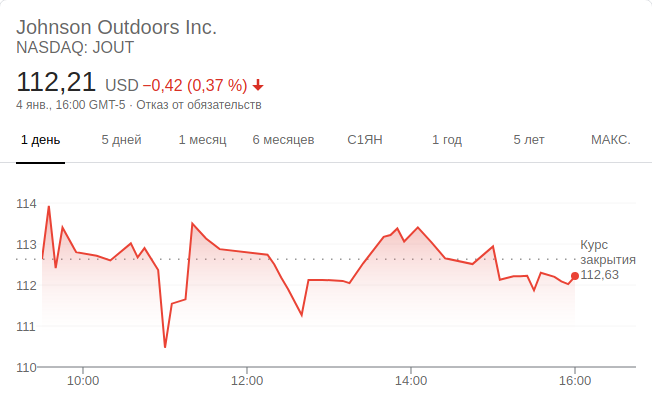 Johnson Outdoors Inc.
NASDAQ: JOUT
112,21 USD −0,42 (0,37 %)
4 янв., 16:00 GMT-5 · Отказ от обязательств
1 день 5 дней 1 месяц 6 месяцев С1ЯН 1 год 5 лет МАКС.
114
113
112
111
110
Курс
закрытия
112,63
10:00 12:00 14:00 16:00